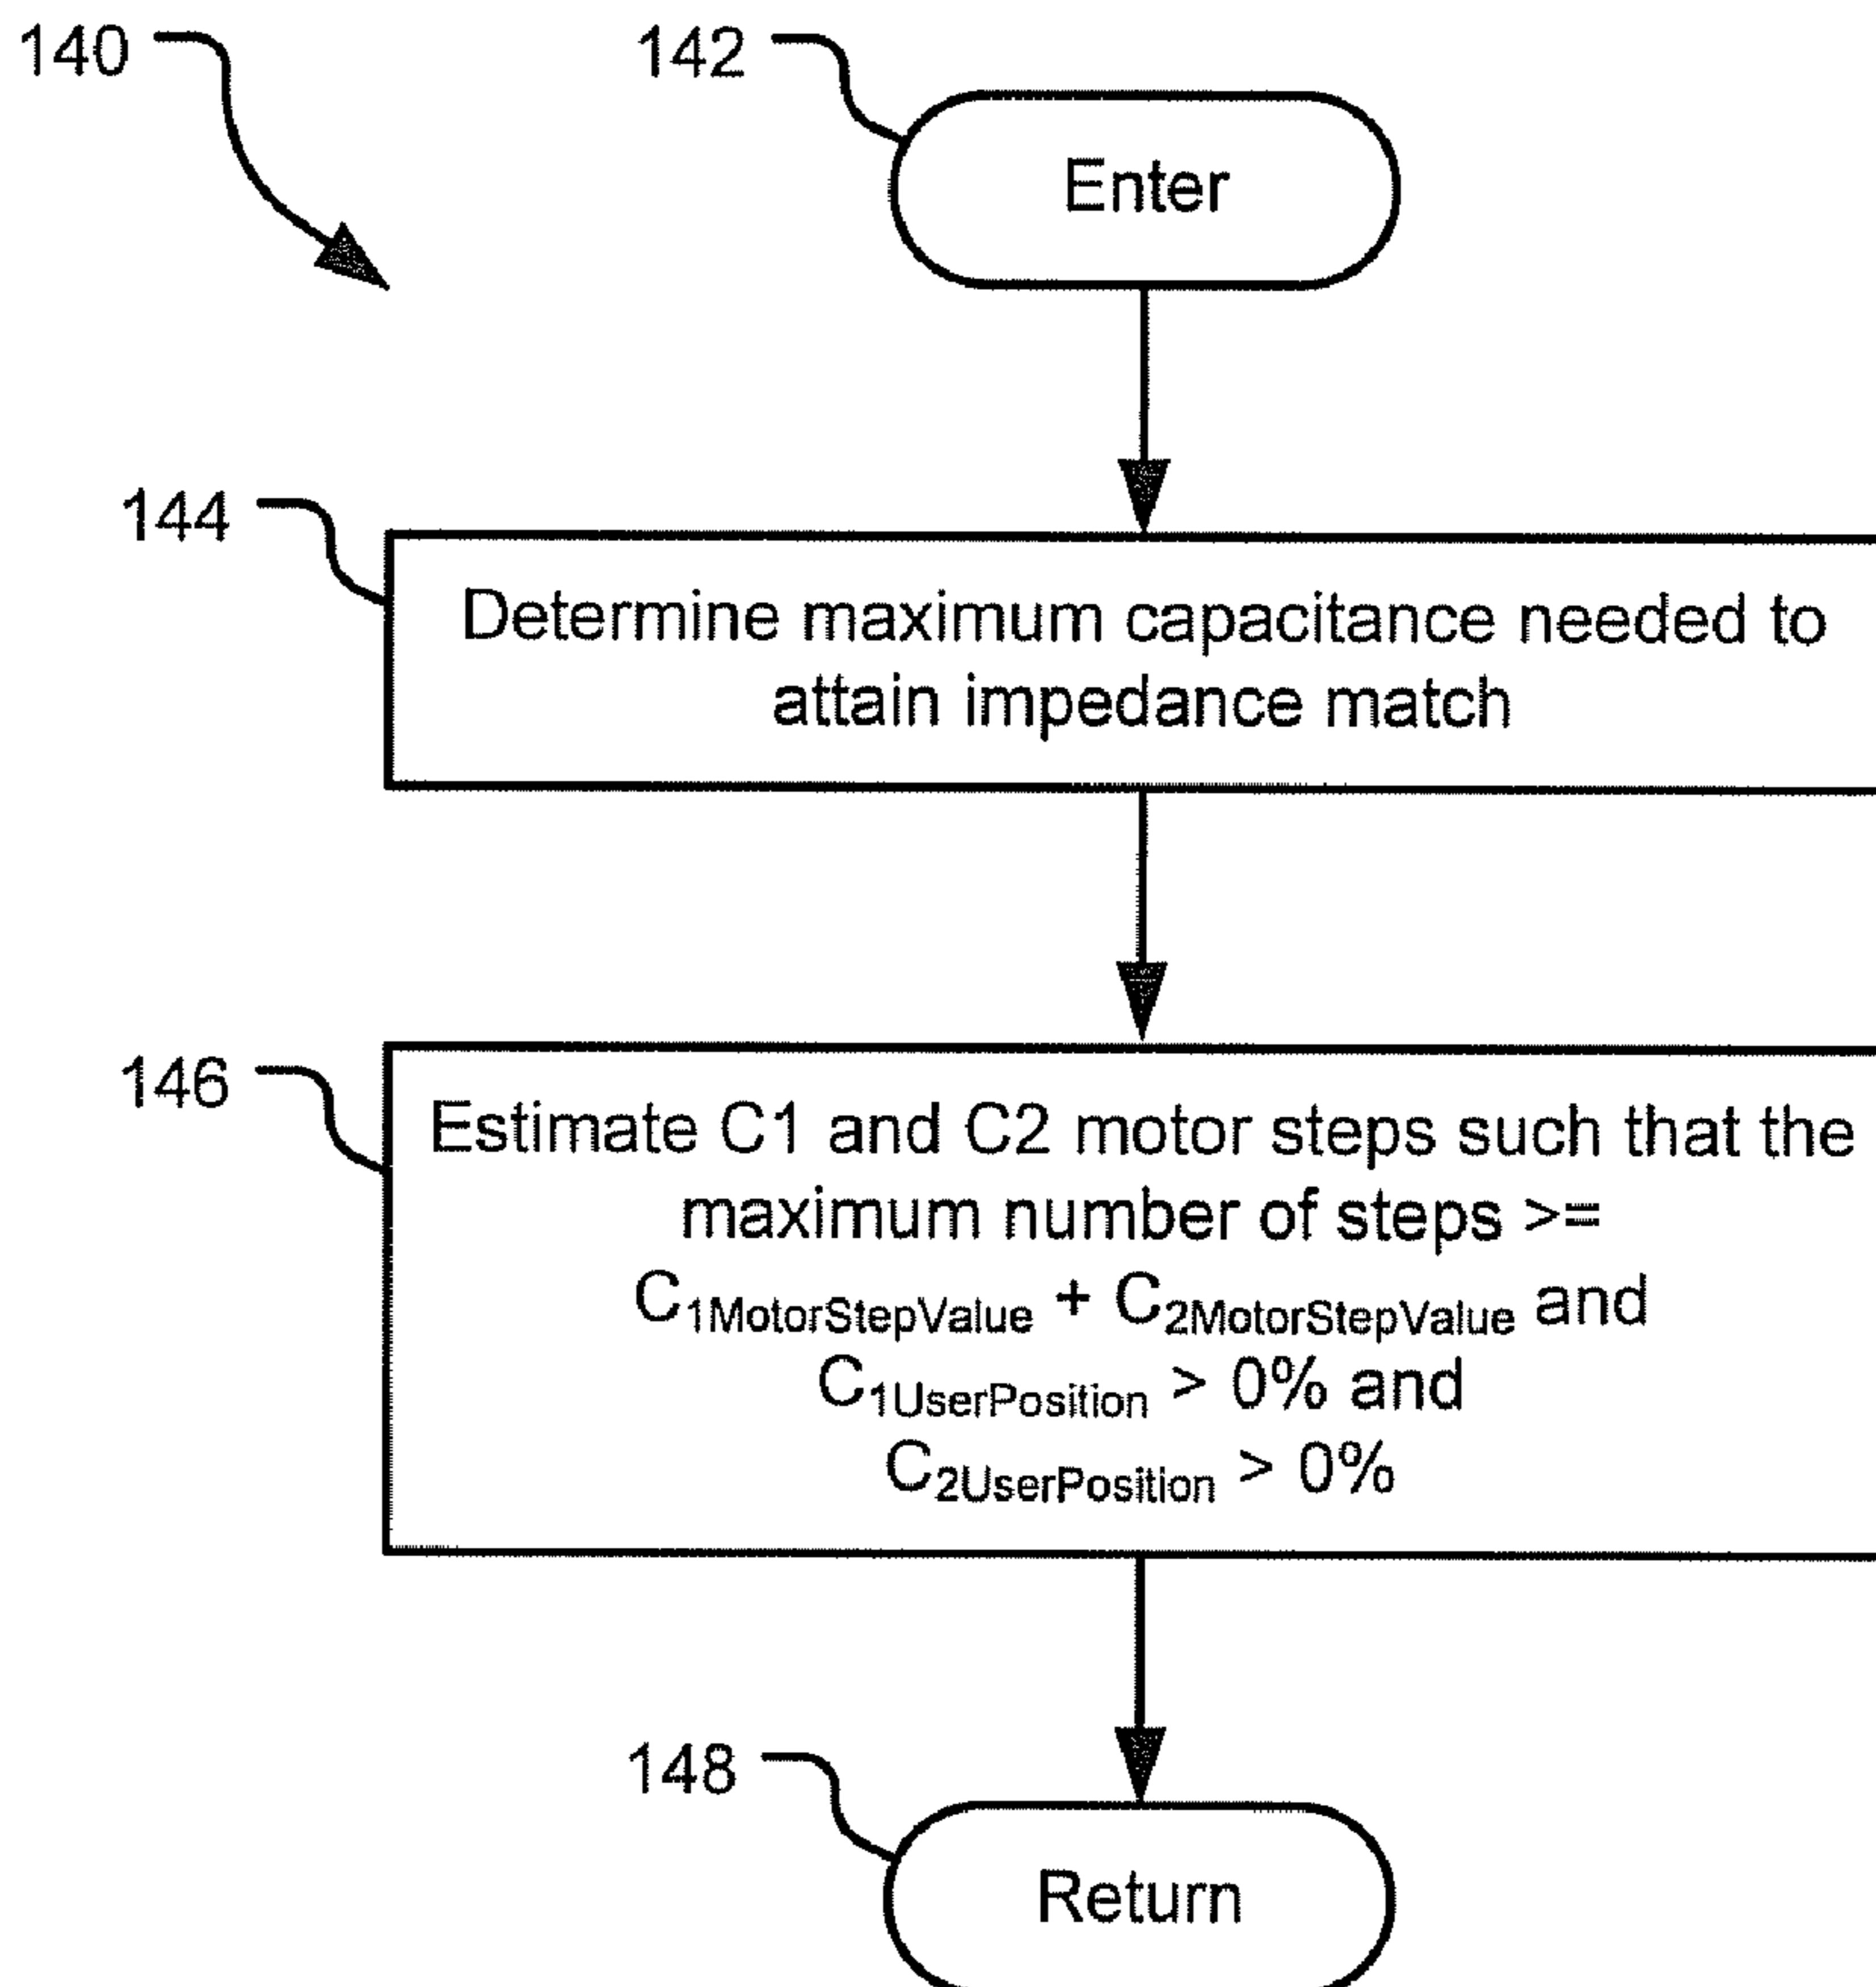 140
142
Enter
144
Determine maximum capacitance needed to
attain impedance match
146
Estimate C1 and C2 motor steps such that the
maximum number of steps >=
C1MotorStepValue + C2MotorStepValue and
C1UserPosition > 0% and
C2UserPosition > 0%
148
Return